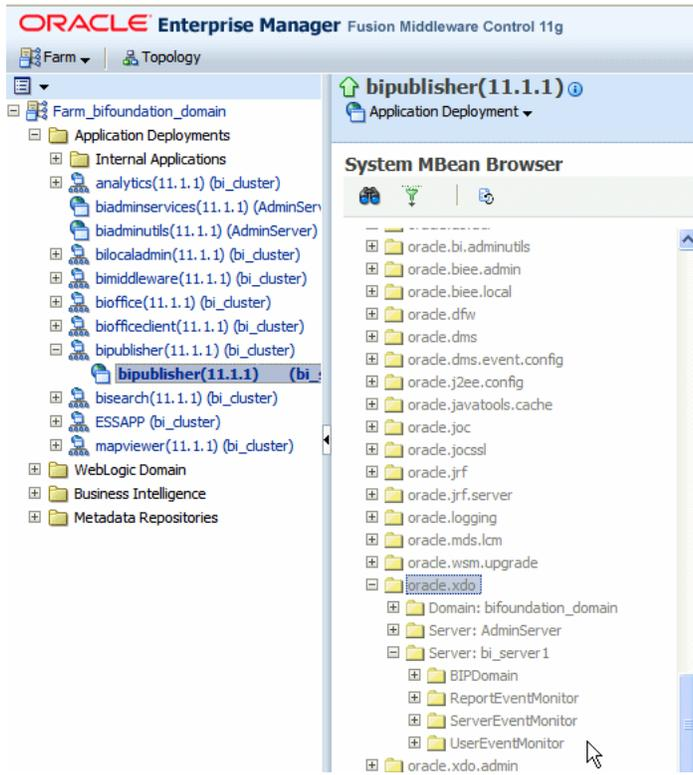 ORACLE Enterprise Manager Fusion Middleware Control 11g
Farm Topology
Farm_bifoundation_domain
Application Deployments
Internal Applications
analytics(11.1.1) (bi_cluster)
biadminservices(11.1.1) (AdminServ
biadminutils(11.1.1) (AdminServer)
bilocaladmin(11.1.1) (bi_cluster)
bimiddleware(11.1.1) (bi_cluster)
bioffice(11.1.1) (bi_cluster)
biofficeclient(11.1.1) (bi_cluster)
bipublisher(11.1.1) (bi_cluster)
bipublisher(11.1.1) (bi_s
bisearch(11.1.1) (bi_cluster)
ESSAPP (bi_cluster)
mapviewer(11.1.1) (bi_cluster)
WebLogic Domain
Business Intelligence
Metadata Repositories
bipublisher(11.1.1)
Application Deployment
System MBean Browser
oracle.bi.adminutils
oracle.biee.admin
oracle.biee.local
oracle.dfw
oracle.dms
oracle.dms.event.config
oracle.j2ee.config
oracle.javatools.cache
oracle.joc
oracle.jocssl
oracle.jrf
oracle.jrf.server
oracle.logging
oracle.mds.lcm
oracle.wsm.upgrade
oracle.xdo
Domain: bifoundation_domain
Server: AdminServer
Server: bi_server1
BIPDomain
ReportEventMonitor
ServerEventMonitor
UserEventMonitor
oracle.xdo.admin